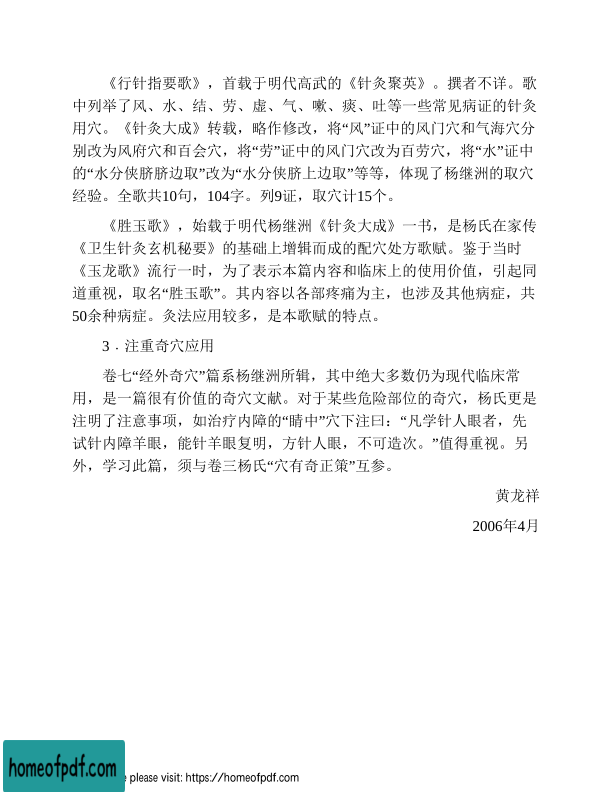 《行针指要歌》，首载于明代高武的《针灸聚英》。撰者不详。歌
中列举了风、水、结、劳、虚、气、嗽、痰、吐等一些常见病证的针灸
用穴。《针灸大成》转载，略作修改，将“风”证中的风门穴和气海穴分
别改为风府穴和百会穴，将“劳”证中的风门穴改为百劳穴，将“水”证中
的“水分侠脐脐边取”改为“水分侠脐上边取”等等，体现了杨继洲的取穴
经验。全歌共10句，104字。列9证，取穴计15个。
《胜玉歌》，始载于明代杨继洲《针灸大成》一书，是杨氏在家传
《卫生针灸玄机秘要》的基础上增辑而成的配穴处方歌赋。鉴于当时
《玉龙歌》流行一时，为了表示本篇内容和临床上的使用价值，引起同
道重视，取名“胜玉歌”。其内容以各部疼痛为主，也涉及其他病症，共
50余种病症。灸法应用较多，是本歌赋的特点。
3．注重奇穴应用
卷七“经外奇穴”篇系杨继洲所辑，其中绝大多数仍为现代临床常
用，是一篇很有价值的奇穴文献。对于某些危险部位的奇穴，杨氏更是
注明了注意事项，如治疗内障的“睛中”穴下注曰：“凡学针人眼者，先
试针内障羊眼，能针羊眼复明，方针人眼，不可造次。”值得重视。另
外，学习此篇，须与卷三杨氏“穴有奇正策”互参。
黄龙祥
2006年4月
homeofpdf.com
e please visit: https://homeofpdf.com